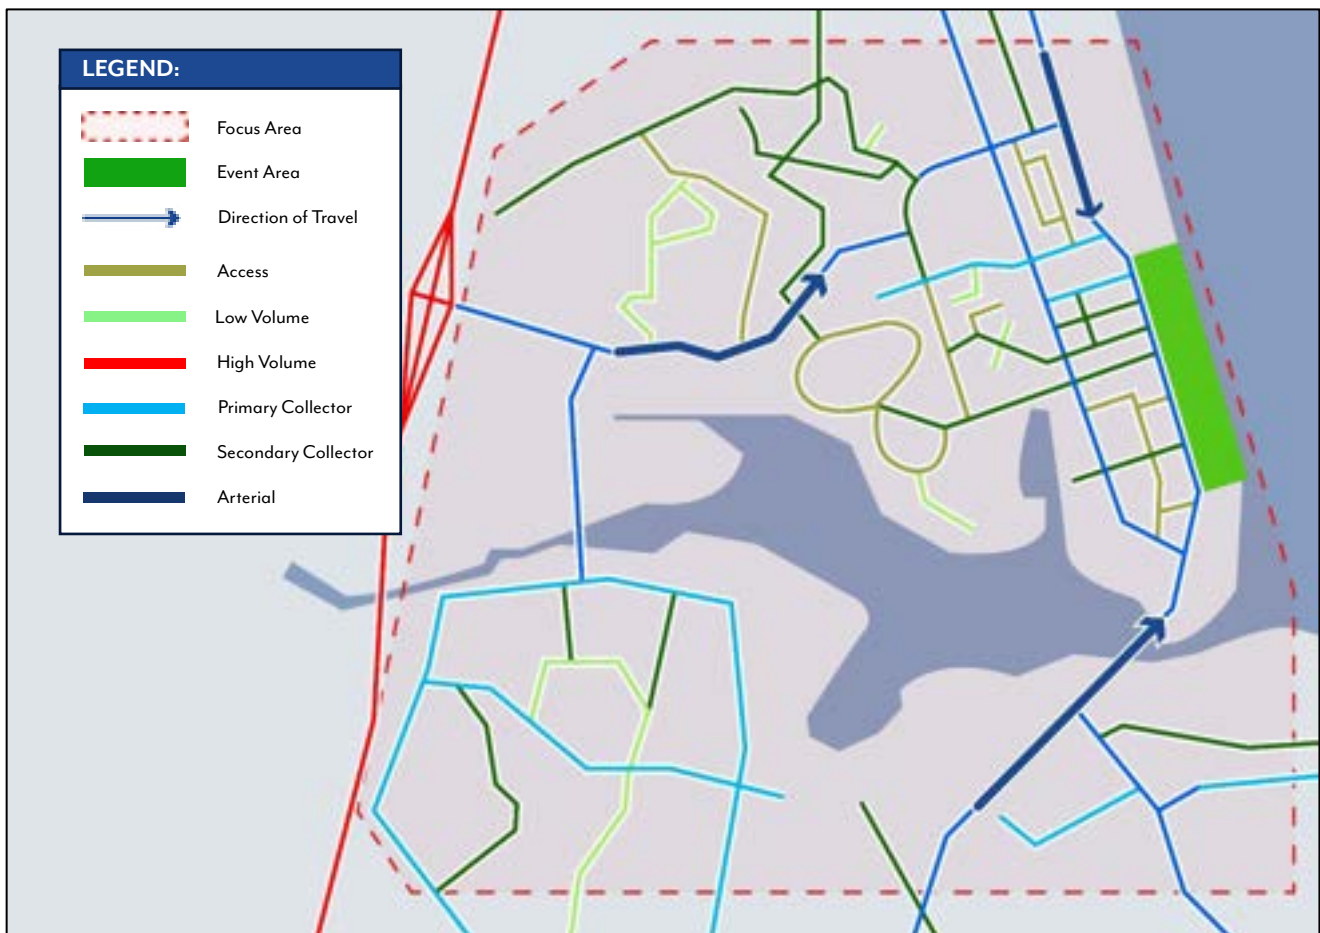 LEGEND:
Focus Area
Event Area
Direction of Travel
Access
Low Volume
High Volume
Primary Collector
Secondary Collector
Arterial